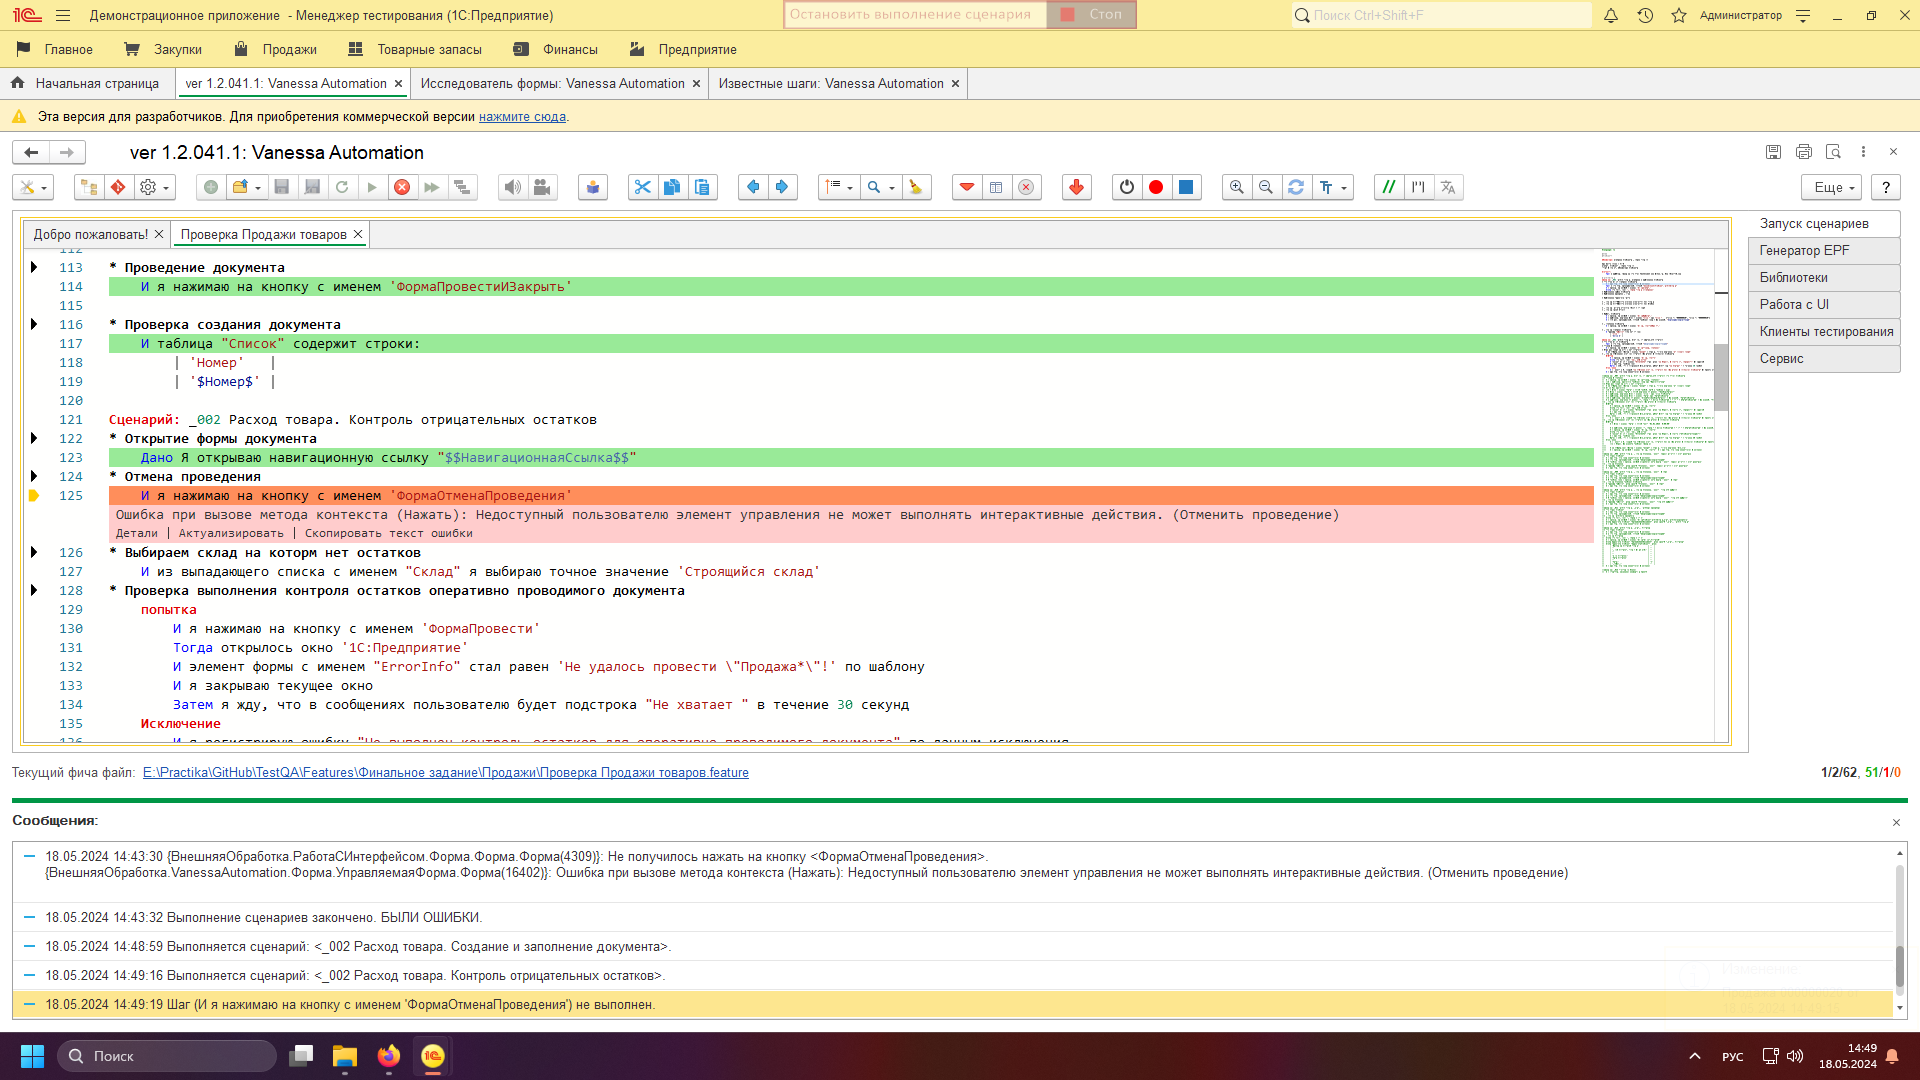 Демонстрационное приложение - Менеджер тестирования (1С:Предприятие)
Остановить выполнение сценария Стоп
Поиск Ctrl+Shift+F
Администратор
Главное Закупки Продажи Товарные запасы Финансы Предприятие
Начальная страница
ver 1.2.041.1: Vanessa Automation
Исследователь формы: Vanessa Automation
Известные шаги: Vanessa Automation
Эта версия для разработчиков. Для приобретения коммерческой версии нажмите сюда.
ver 1.2.041.1: Vanessa Automation
Еще ?
Добро пожаловать! Проверка Продажи товаров
Запуск сценариев
Генератор EPF
Библиотеки
Работа с UI
Клиенты тестирования
Сервис
112
113 * Проведение документа
114 И я нажимаю на кнопку с именем 'ФормаПровестиИЗакрыть'
115
116 * Проверка создания документа
117 И таблица "Список" содержит строки:
118 | 'Номер' |
119 | '$Номер$' |
120
121 Сценарий: _002 Расход товара. Контроль отрицательных остатков
122 * Открытие формы документа
123 Дано Я открываю навигационную ссылку "$$НавигационнаяСсылка$$"
124 * Отмена проведения
125 И я нажимаю на кнопку с именем 'ФормаОтменаПроведения'
Ошибка при вызове метода контекста (Нажать): Недоступный пользователю элемент управления не может выполнять интерактивные действия. (Отменить проведение)
Детали | Актуализировать | Скопировать текст ошибки
126 * Выбираем склад на котором нет остатков
127 И из выпадающего списка с именем "Склад" я выбираю точное значение 'Строящийся склад'
128 * Проверка выполнения контроля остатков оперативно проводимого документа
129 попытка
130 И я нажимаю на кнопку с именем 'ФормаПровести'
131 Тогда открылось окно '1С:Предприятие'
132 И элемент формы с именем "ErrorInfo" стал равен 'Не удалось провести \"Продажа*\"!' по шаблону
133 И я закрываю текущее окно
134 Затем я жду, что в сообщениях пользователю будет подстрока "Не хватает " в течение 30 секунд
135 Исключение
136 И я регистрирую ошибку "Не выполнен контроль остатков для оперативно проводимого документа" по данным исключения
Текущий фича файл: E:\Practika\GitHub\TestQA\Features\Финальное задание\Продажи\Проверка Продажи товаров.feature
1/2/62, 51/1/0
Сообщения:
18.05.2024 14:43:30 {ВнешняяОбработка.РаботаСИнтерфейсом.Форма.Форма.Форма(4309)}: Не получилось нажать на кнопку <ФормаОтменаПроведения>.
{ВнешняяОбработка.VanessaAutomation.Форма.УправляемаяФорма.Форма(16402)}: Ошибка при вызове метода контекста (Нажать): Недоступный пользователю элемент управления не может выполнять интерактивные действия. (Отменить проведение)
18.05.2024 14:43:32 Выполнение сценариев закончено. БЫЛИ ОШИБКИ.
18.05.2024 14:48:59 Выполняется сценарий: <_002 Расход товара. Создание и заполнение документа>.
18.05.2024 14:49:16 Выполняется сценарий: <_002 Расход товара. Контроль отрицательных остатков>.
18.05.2024 14:49:19 Шаг (И я нажимаю на кнопку с именем 'ФормаОтменаПроведения') не выполнен.
Поиск
РУС
14:49
18.05.2024